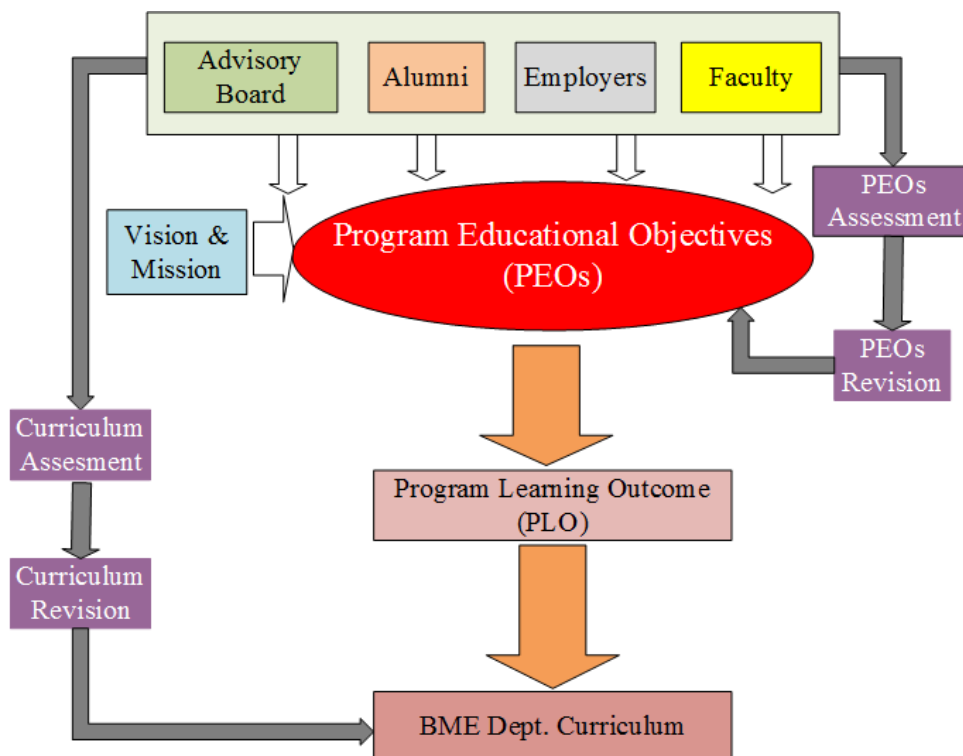 Advisory
Board
Alumni
Employers
Faculty
PEOs
Assessment
Vision &
Mission
Program Educational Objectives
(PEOs)
PEOs
Revision
Curriculum
Assesment
Program Learning Outcome
(PLO)
Curriculum
Revision
BME Dept. Curriculum